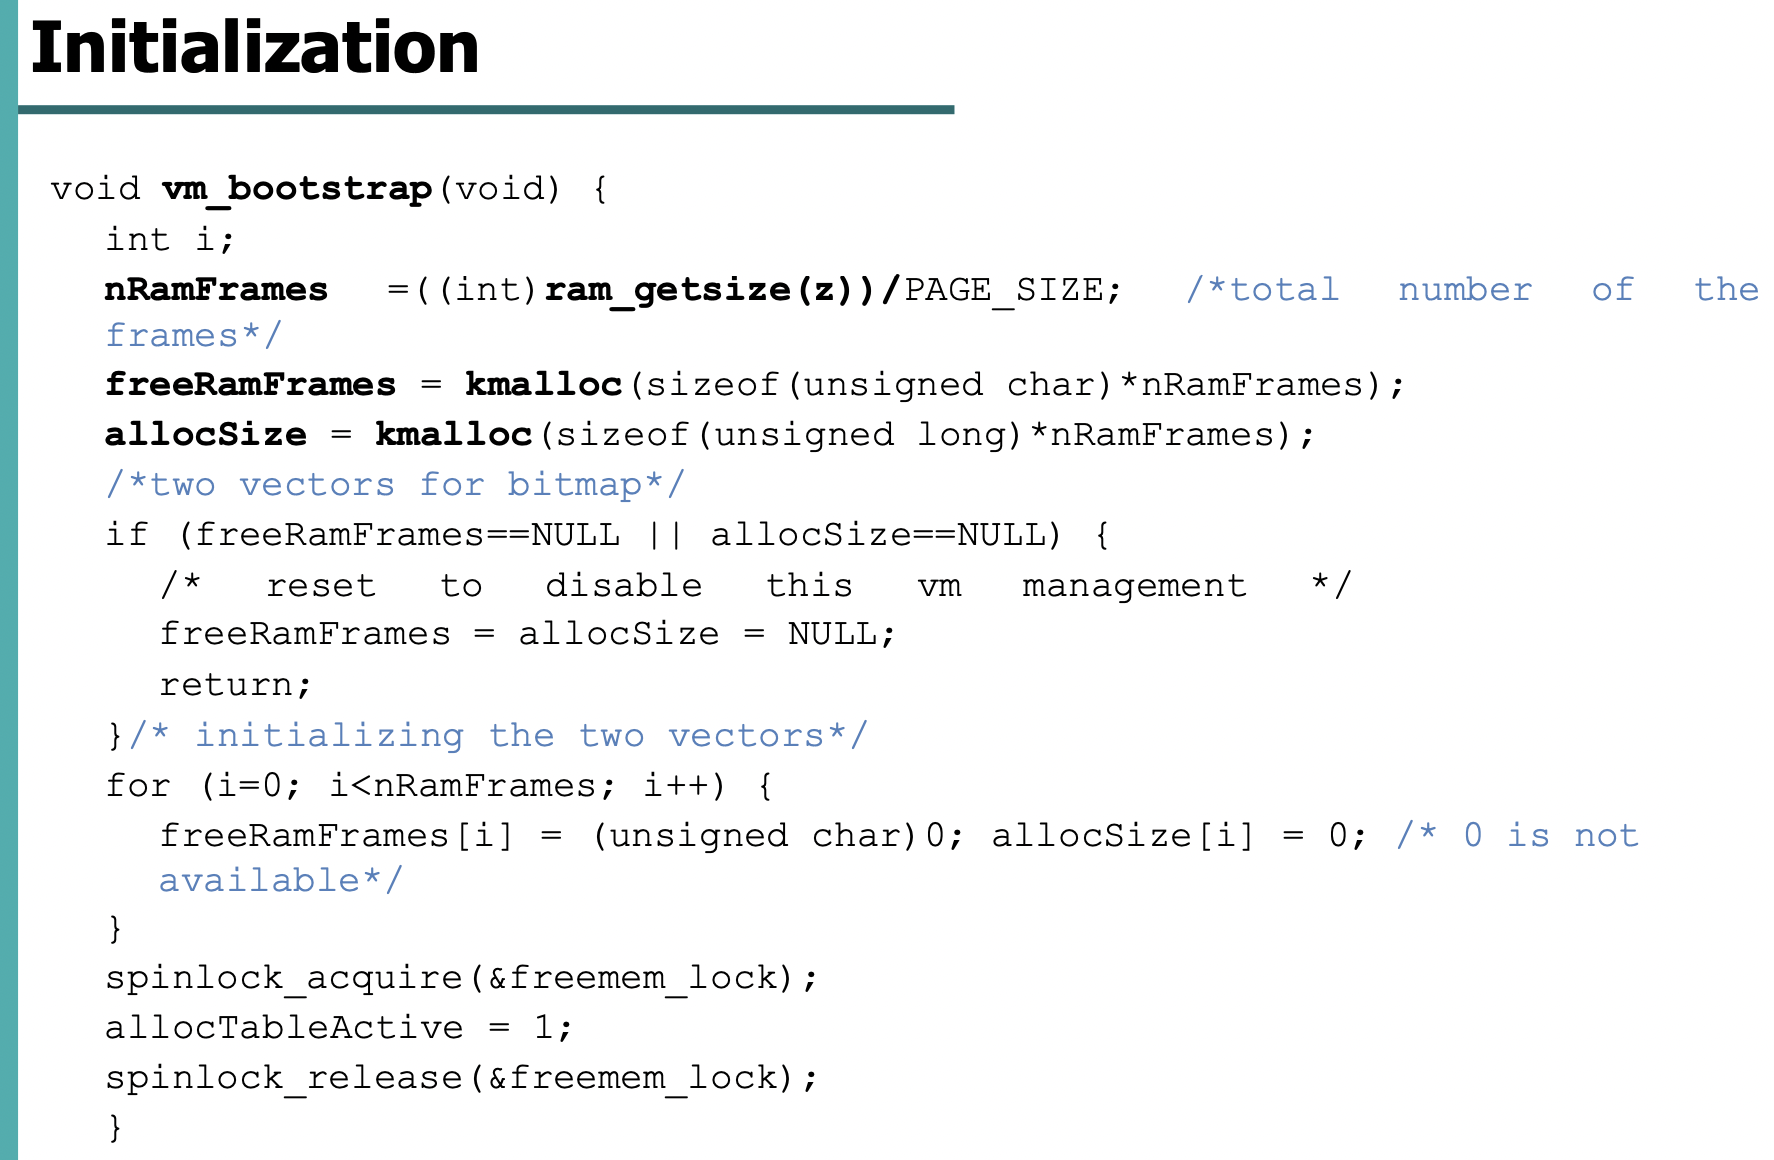 Initialization
void vm_bootstrap(void) {
int i;
nRamFrames =((int)ram_getsize(z))/PAGE_SIZE; /*total number of the
frames*/
freeRamFrames = kmalloc(sizeof(unsigned char)*nRamFrames);
allocSize = kmalloc(sizeof(unsigned long)*nRamFrames);
/*two vectors for bitmap*/
if (freeRamFrames==NULL || allocSize==NULL) {
/* reset to disable this vm management */
freeRamFrames = allocSize = NULL;
return;
}/* initializing the two vectors*/
for (i=0; i<nRamFrames; i++) {
freeRamFrames[i] = (unsigned char)0; allocSize[i] = 0; /* 0 is not
available*/
}
spinlock_acquire(&freemem_lock);
allocTableActive = 1;
spinlock_release(&freemem_lock);
}